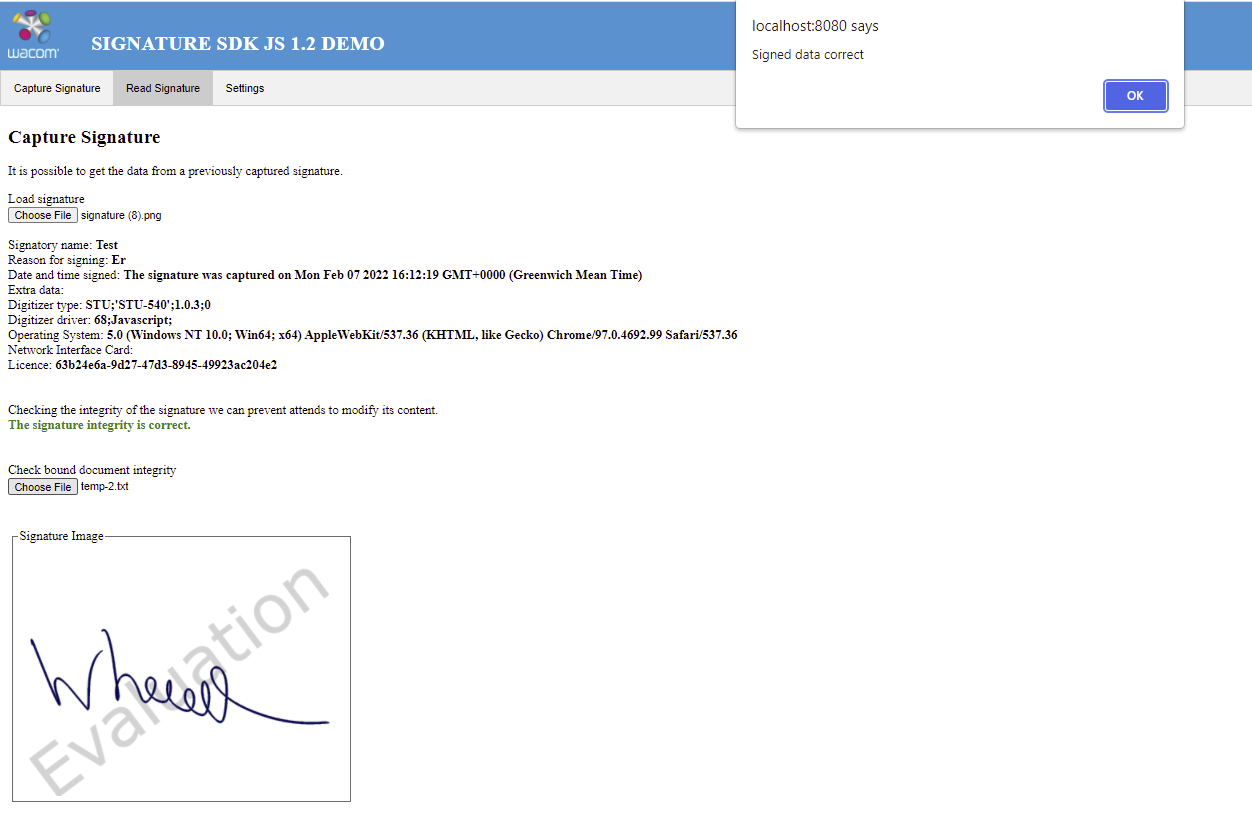 wacom
SIGNATURE SDK JS 1.2 DEMO
localhost:8080 says
Signed data correct
OK
Capture Signature
Read Signature
Settings
Capture Signature
It is possible to get the data from a previously captured signature.
Load signature
Choose File signature (8).png
Signatory name: Test
Reason for signing: Er
Date and time signed: The signature was captured on Mon Feb 07 2022 16:12:19 GMT+0000 (Greenwich Mean Time)
Extra data:
Digitizer type: STU;'STU-540';1.0.3;0
Digitizer driver: 68;Javascript;
Operating System: 5.0 (Windows NT 10.0; Win64; x64) AppleWebKit/537.36 (KHTML, like Gecko) Chrome/97.0.4692.99 Safari/537.36
Network Interface Card:
Licence: 63b24e6a-9d27-47d3-8945-49923ac204e2
Checking the integrity of the signature we can prevent attends to modify its content.
The signature integrity is correct.
Check bound document integrity
Choose File temp-2.txt
Signature Image
Evaluation